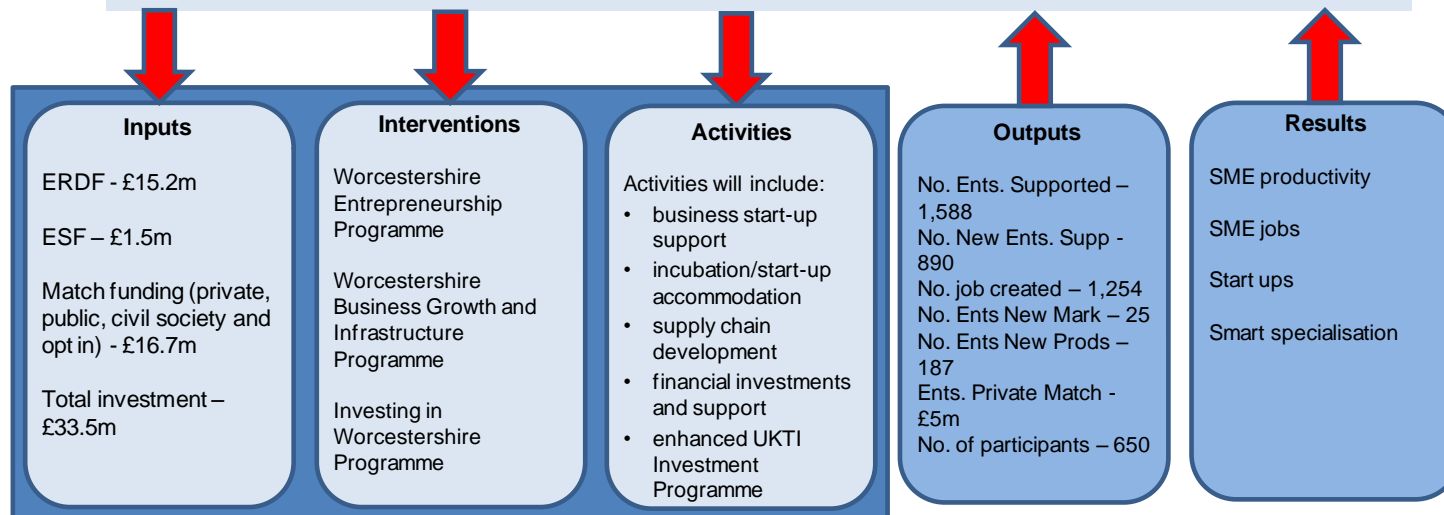 Inputs
ERDF - £15.2m
ESF – £1.5m
Match funding (private,
public, civil society and
opt in) - £16.7m
Total investment –
£33.5m
Interventions
Worcestershire
Entrepreneurship
Programme
Worcestershire
Business Growth and
Infrastructure
Programme
Investing in
Worcestershire
Programme
Activities
Activities will include:
• business start-up
support
• incubation/start-up
accommodation
• supply chain
development
• financial investments
and support
• enhanced UKTI
Investment
Programme
Outputs
No. Ents. Supported –
1,588
No. New Ents. Supp -
890
No. job created – 1,254
No. Ents New Mark – 25
No. Ents New Prods –
187
Ents. Private Match -
£5m
No. of participants – 650
Results
SME productivity
SME jobs
Start ups
Smart specialisation